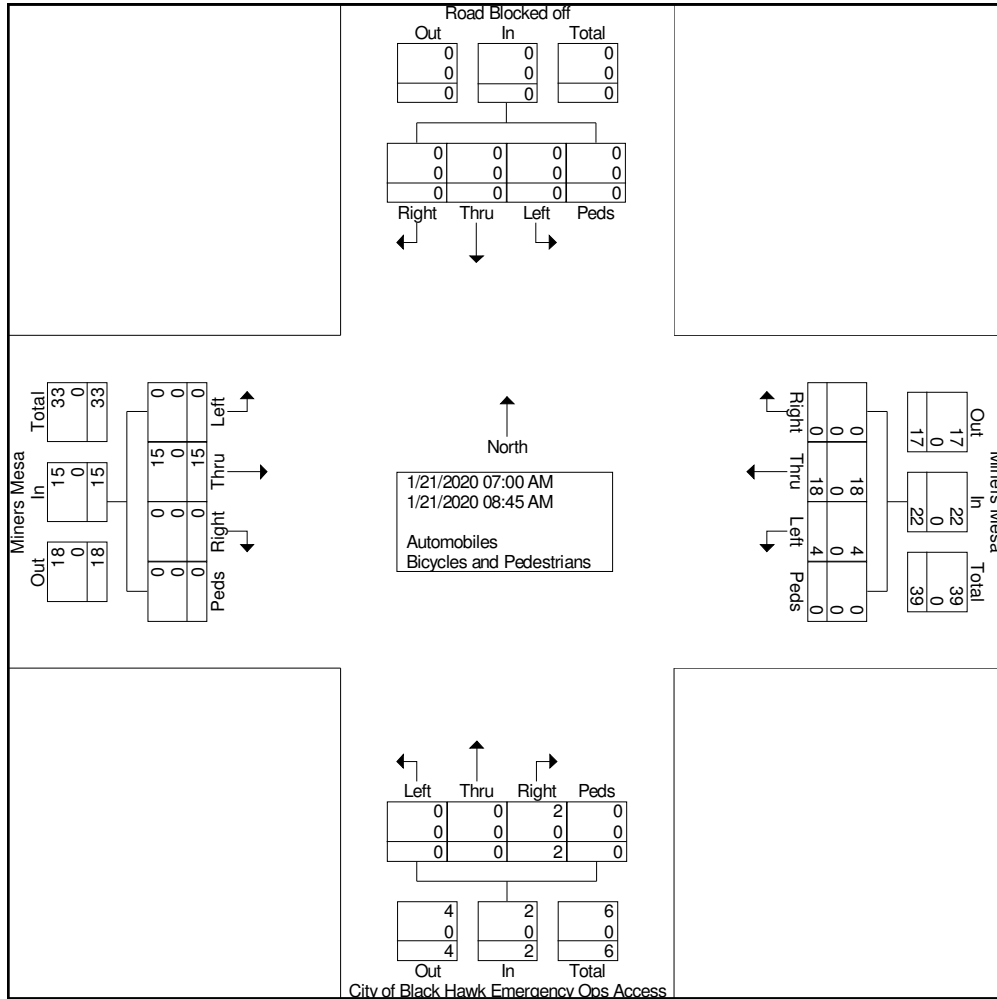 Road Blocked off
Out In Total
0 0 0
0 0 0
0 0 0
0 0 0 0
0 0 0 0
0 0 0 0
Right Thru Left Peds
Miners Mesa
Out In Total
18 15 33
0 0 0
18 15 33
0 0 15 0
0 0 0 0
0 0 15 0
Peds Right Thru Left
North
1/21/2020 07:00 AM
1/21/2020 08:45 AM
Automobiles
Bicycles and Pedestrians
Miners Mesa
Out In Total
17 22 39
0 0 0
17 22 39
0 18 4 0
0 0 0 0
0 18 4 0
Right Thru Left Peds
Left Thru Right Peds
0 0 2 0
0 0 0 0
0 0 2 0
4 2 6
0 0 0
4 2 6
Out In Total
City of Black Hawk Emergency Ops Access